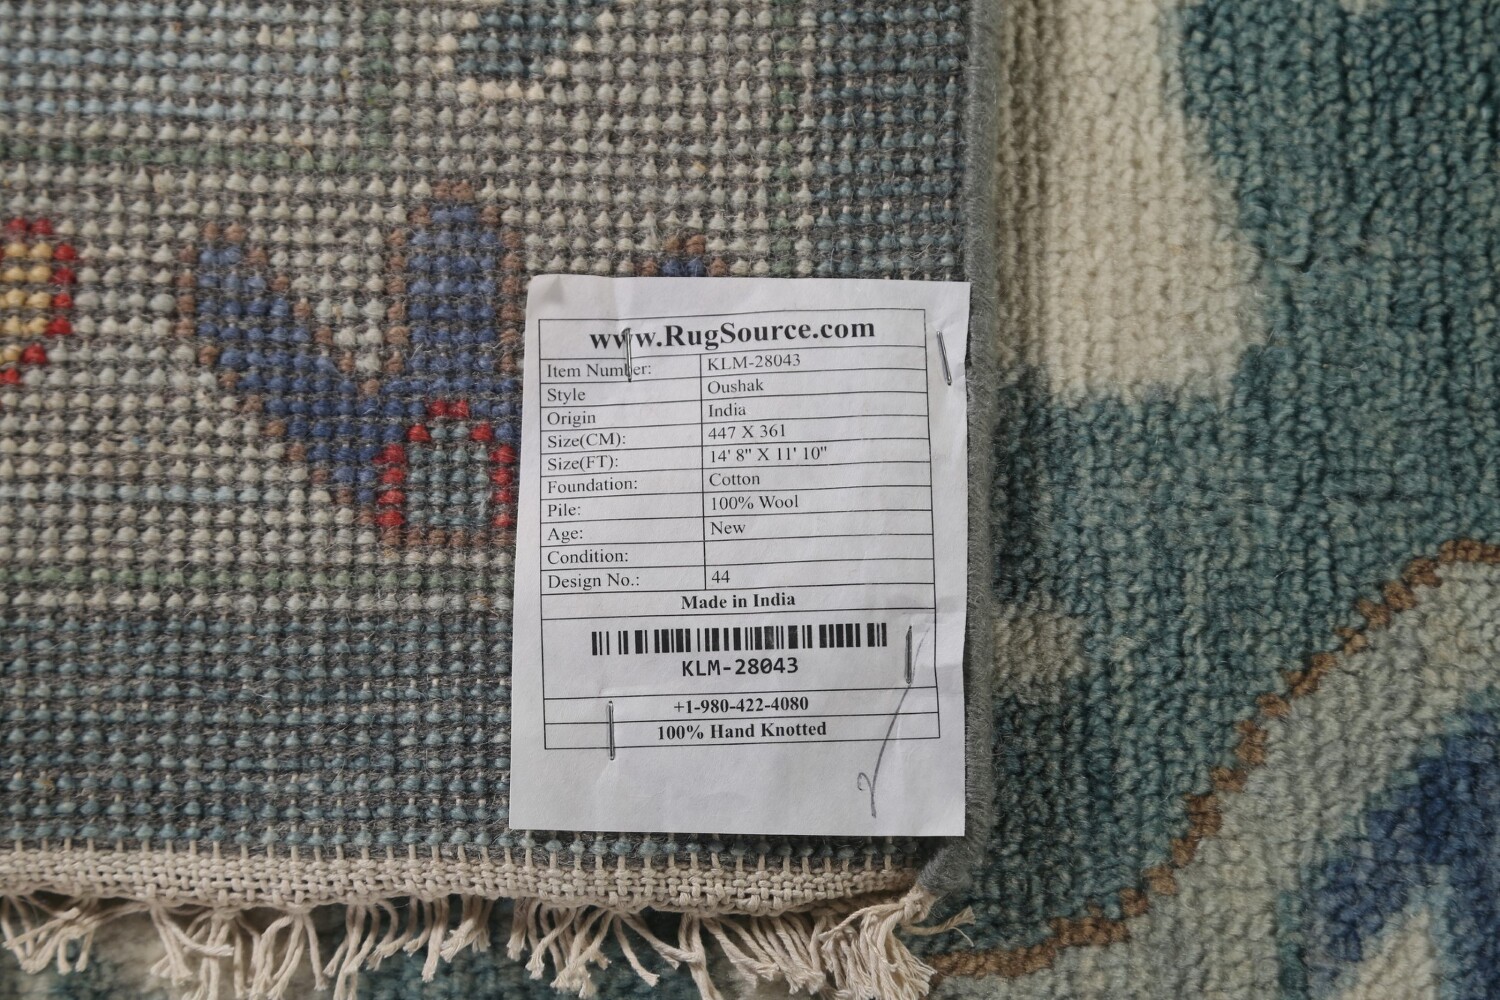 www.RugSource.com
Item Number: KLM-28043
Style Oushak
Origin India
Size(CM): 447 X 361
Size(FT): 14' 8" X 11' 10"
Foundation: Cotton
Pile: 100% Wool
Age: New
Condition:
Design No.: 44
Made in India
KLM-28043
+1-980-422-4080
100% Hand Knotted